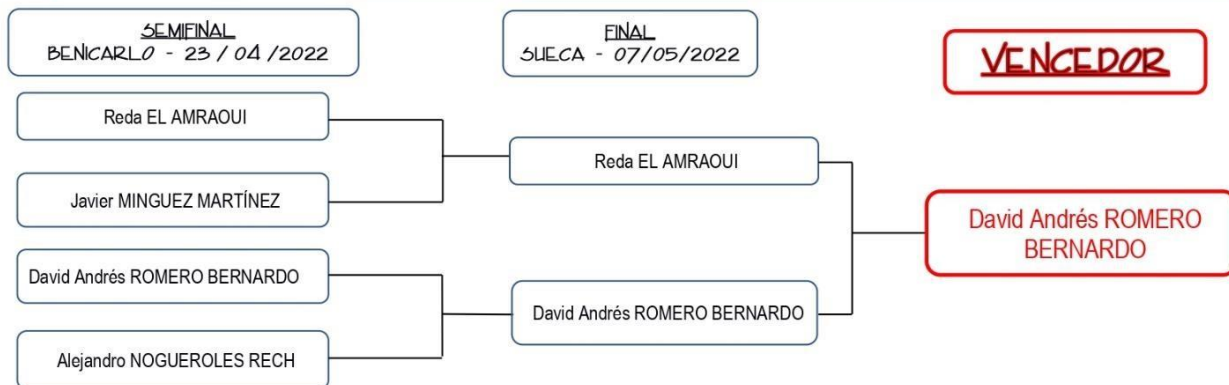 SEMIFINAL
BENICARLO - 23 / 04 /2022
FINAL
SUECA - 07/05/2022
VENCEDOR
Reda EL AMRAOUI
Javier MINGUEZ MARTÍNEZ
David Andrés ROMERO BERNARDO
Alejandro NOGUEROLES RECH
Reda EL AMRAOUI
David Andrés ROMERO BERNARDO
David Andrés ROMERO
BERNARDO